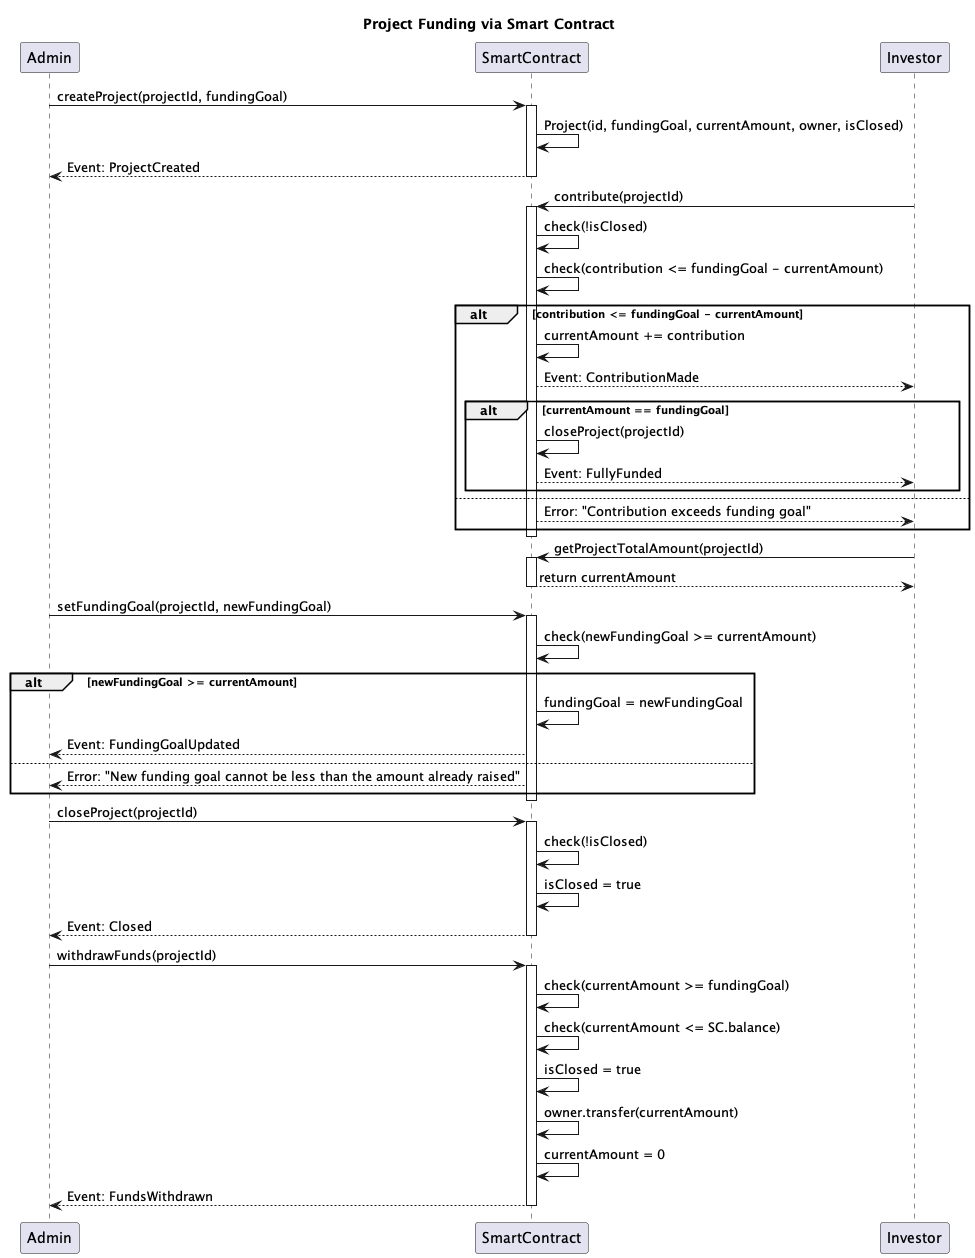 Project Funding via Smart Contract
Admin
SmartContract
Investor
createProject(projectId, fundingGoal)
Project(id, fundingGoal, currentAmount, owner, isClosed)
Event: ProjectCreated
contribute(projectId)
check(!isClosed)
check(contribution <= fundingGoal - currentAmount)
alt
[contribution <= fundingGoal - currentAmount]
currentAmount += contribution
Event: ContributionMade
alt
[currentAmount == fundingGoal]
closeProject(projectId)
Event: FullyFunded
Error: "Contribution exceeds funding goal"
getProjectTotalAmount(projectId)
return currentAmount
setFundingGoal(projectId, newFundingGoal)
check(newFundingGoal >= currentAmount)
alt
[newFundingGoal >= currentAmount]
fundingGoal = newFundingGoal
Event: FundingGoalUpdated
Error: "New funding goal cannot be less than the amount already raised"
closeProject(projectId)
check(!isClosed)
isClosed = true
Event: Closed
withdrawFunds(projectId)
check(currentAmount >= fundingGoal)
check(currentAmount <= SC.balance)
isClosed = true
owner.transfer(currentAmount)
currentAmount = 0
Event: FundsWithdrawn
Admin
SmartContract
Investor